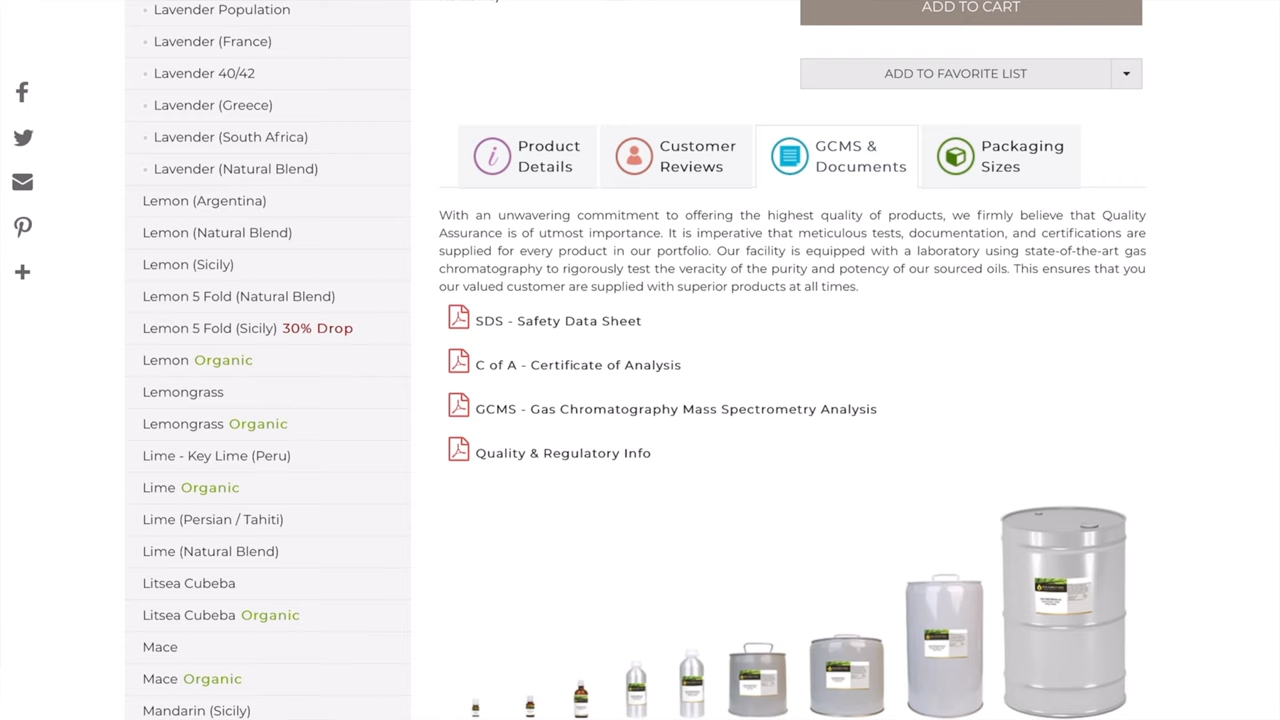 Lavender Population
Lavender (France)
Lavender 40/42
Lavender (Greece)
Lavender (South Africa)
Lavender (Natural Blend)
Lemon (Argentina)
Lemon (Natural Blend)
Lemon (Sicily)
Lemon 5 Fold (Natural Blend)
Lemon 5 Fold (Sicily) 30% Drop
Lemon Organic
Lemongrass
Lemongrass Organic
Lime - Key Lime (Peru)
Lime Organic
Lime (Persian / Tahiti)
Lime (Natural Blend)
Litsea Cubeba
Litsea Cubeba Organic
Mace
Mace Organic
Mandarin (Sicily)
ADD TO CART
ADD TO FAVORITE LIST
Product
Details
Customer
Reviews
GCMS &
Documents
Packaging
Sizes
With an unwavering commitment to offering the highest quality of products, we firmly believe that Quality
Assurance is of utmost importance. It is imperative that meticulous tests, documentation, and certifications are
supplied for every product in our portfolio. Our facility is equipped with a laboratory using state-of-the-art gas
chromatography to rigorously test the veracity of the purity and potency of our sourced oils. This ensures that you
our valued customer are supplied with superior products at all times.
SDS - Safety Data Sheet
C of A - Certificate of Analysis
GCMS - Gas Chromatography Mass Spectrometry Analysis
Quality & Regulatory Info